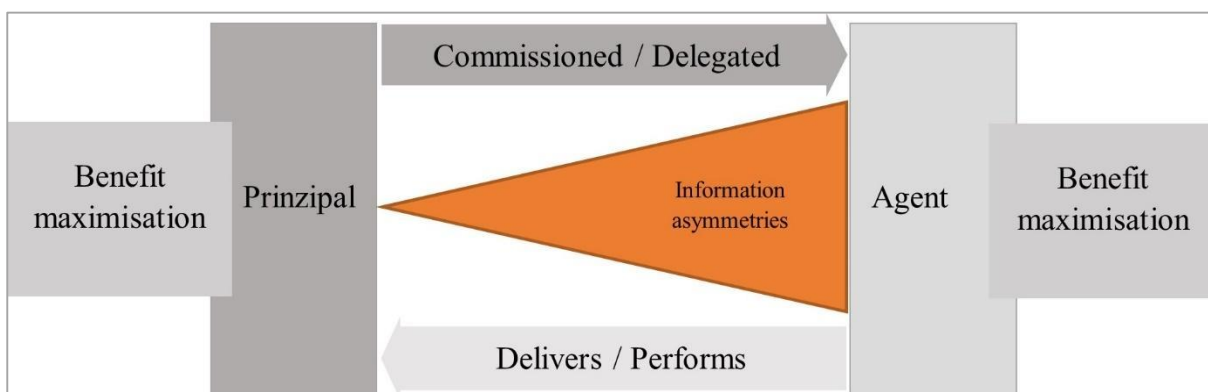 Commissioned / Delegated
Benefit
maximisation
Prinzipal
Information
asymmetries
Agent
Benefit
maximisation
Delivers / Performs